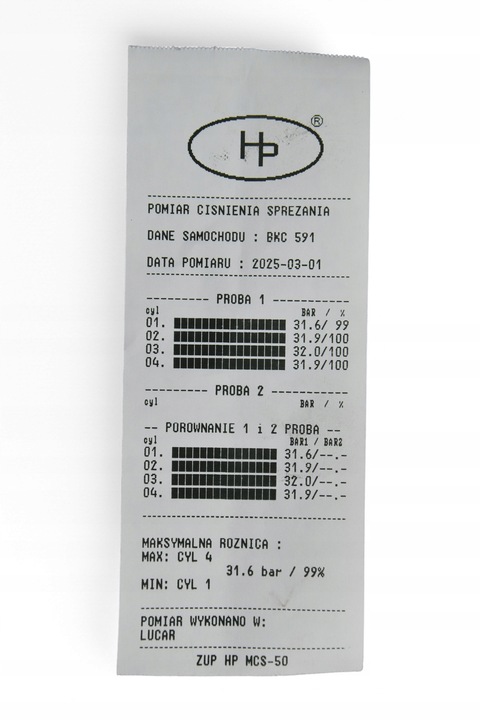 HP ®
POMIAR CISNIENIA SPREZANIA
DANE SAMOCHODU : BKC 591
DATA POMIARU : 2025-03-01
PROBA 1
cyl BAR / %
01. 31.6/ 99
02. 31.9/100
03. 32.0/100
04. 31.9/100
PROBA 2
cyl BAR / %
-- POROWNANIE 1 i 2 PROBA --
cyl BAR1 / BAR2
01. 31.6/--.-
02. 31.9/--.-
03. 32.0/--.-
04. 31.9/--.-
MAKSYMALNA ROZNICA :
MAX: CYL 4
31.6 bar / 99%
MIN: CYL 1
POMIAR WYKONANO W:
LUCAR
ZUP HP MCS-50